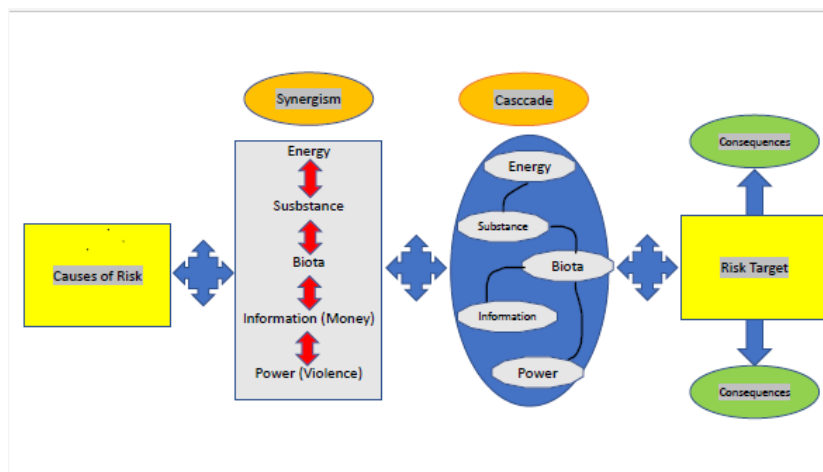 Synergism
Casccade
Consequences
Energy
Susbstance
Biota
Information (Money)
Power (Violence)
Causes of Risk
Energy
Substance
Biota
Information
Power
Risk Target
Consequences